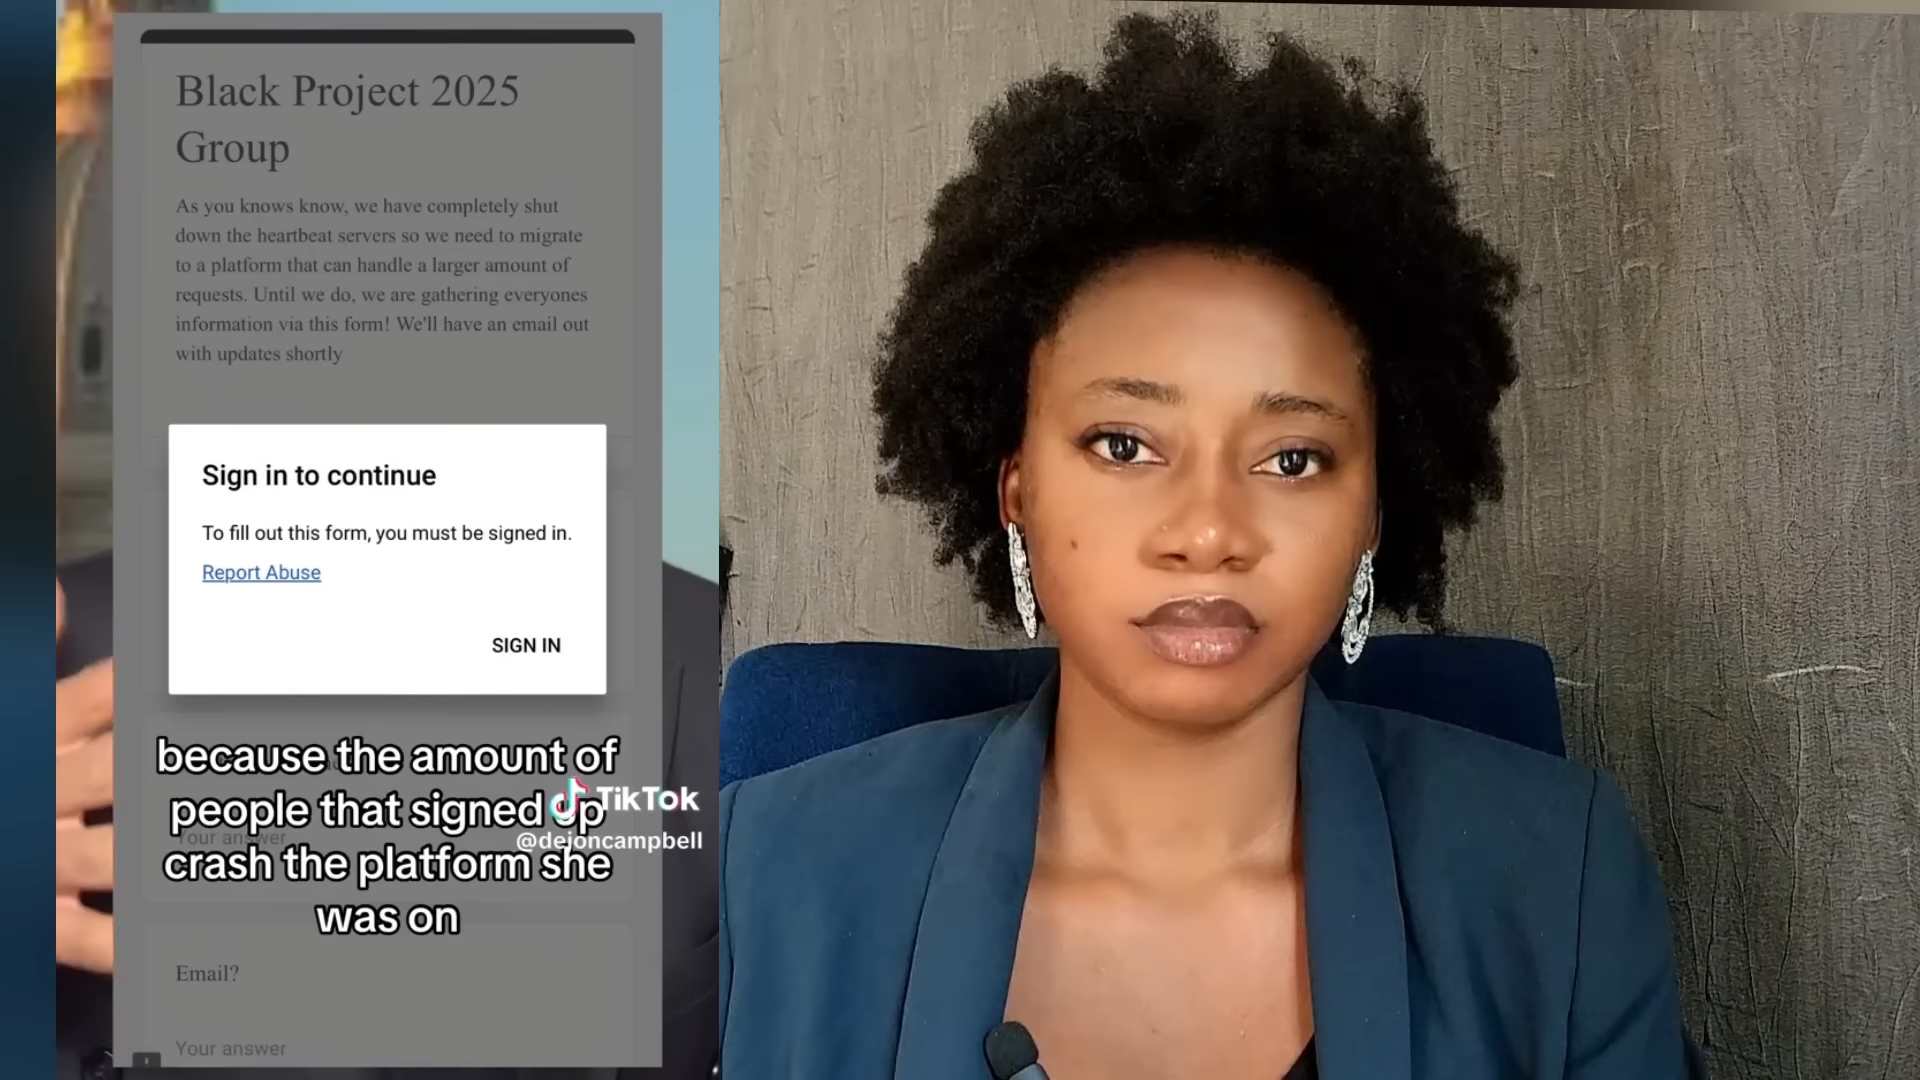 Black Project 2025
Group
As you knows know, we have completely shut
down the heartbeat servers so we need to migrate
to a platform that can handle a larger amount of
requests. Until we do, we are gathering everyones
information via this form! We'll have an email out
with updates shortly
Sign in to continue
To fill out this form, you must be signed in.
Report Abuse
SIGN IN
because the amount of
people that signed up
TikTok
Your answer
@dejoncampbell
crash the platform she
was on
Email?
Your answer